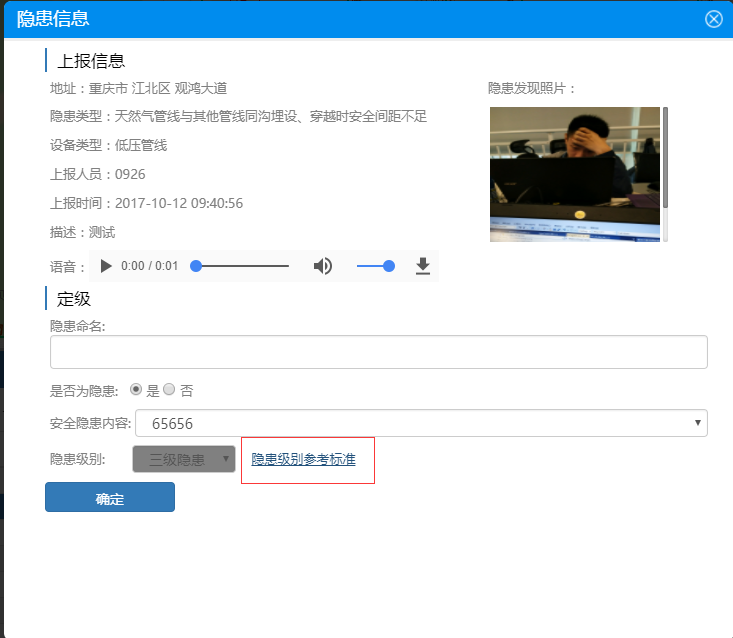 隐患信息
上报信息
地址：重庆市 江北区 观鸿大道
隐患发现照片：
隐患类型：天然气管线与其他管线同沟埋设、穿越时安全间距不足
设备类型：低压管线
上报人员：0926
上报时间：2017-10-12 09:40:56
描述：测试
语音： 0:00 / 0:01
定级
隐患命名:
是否为隐患: 是 否
安全隐患内容: 65656
隐患级别: 三级隐患 隐患级别参考标准
确定